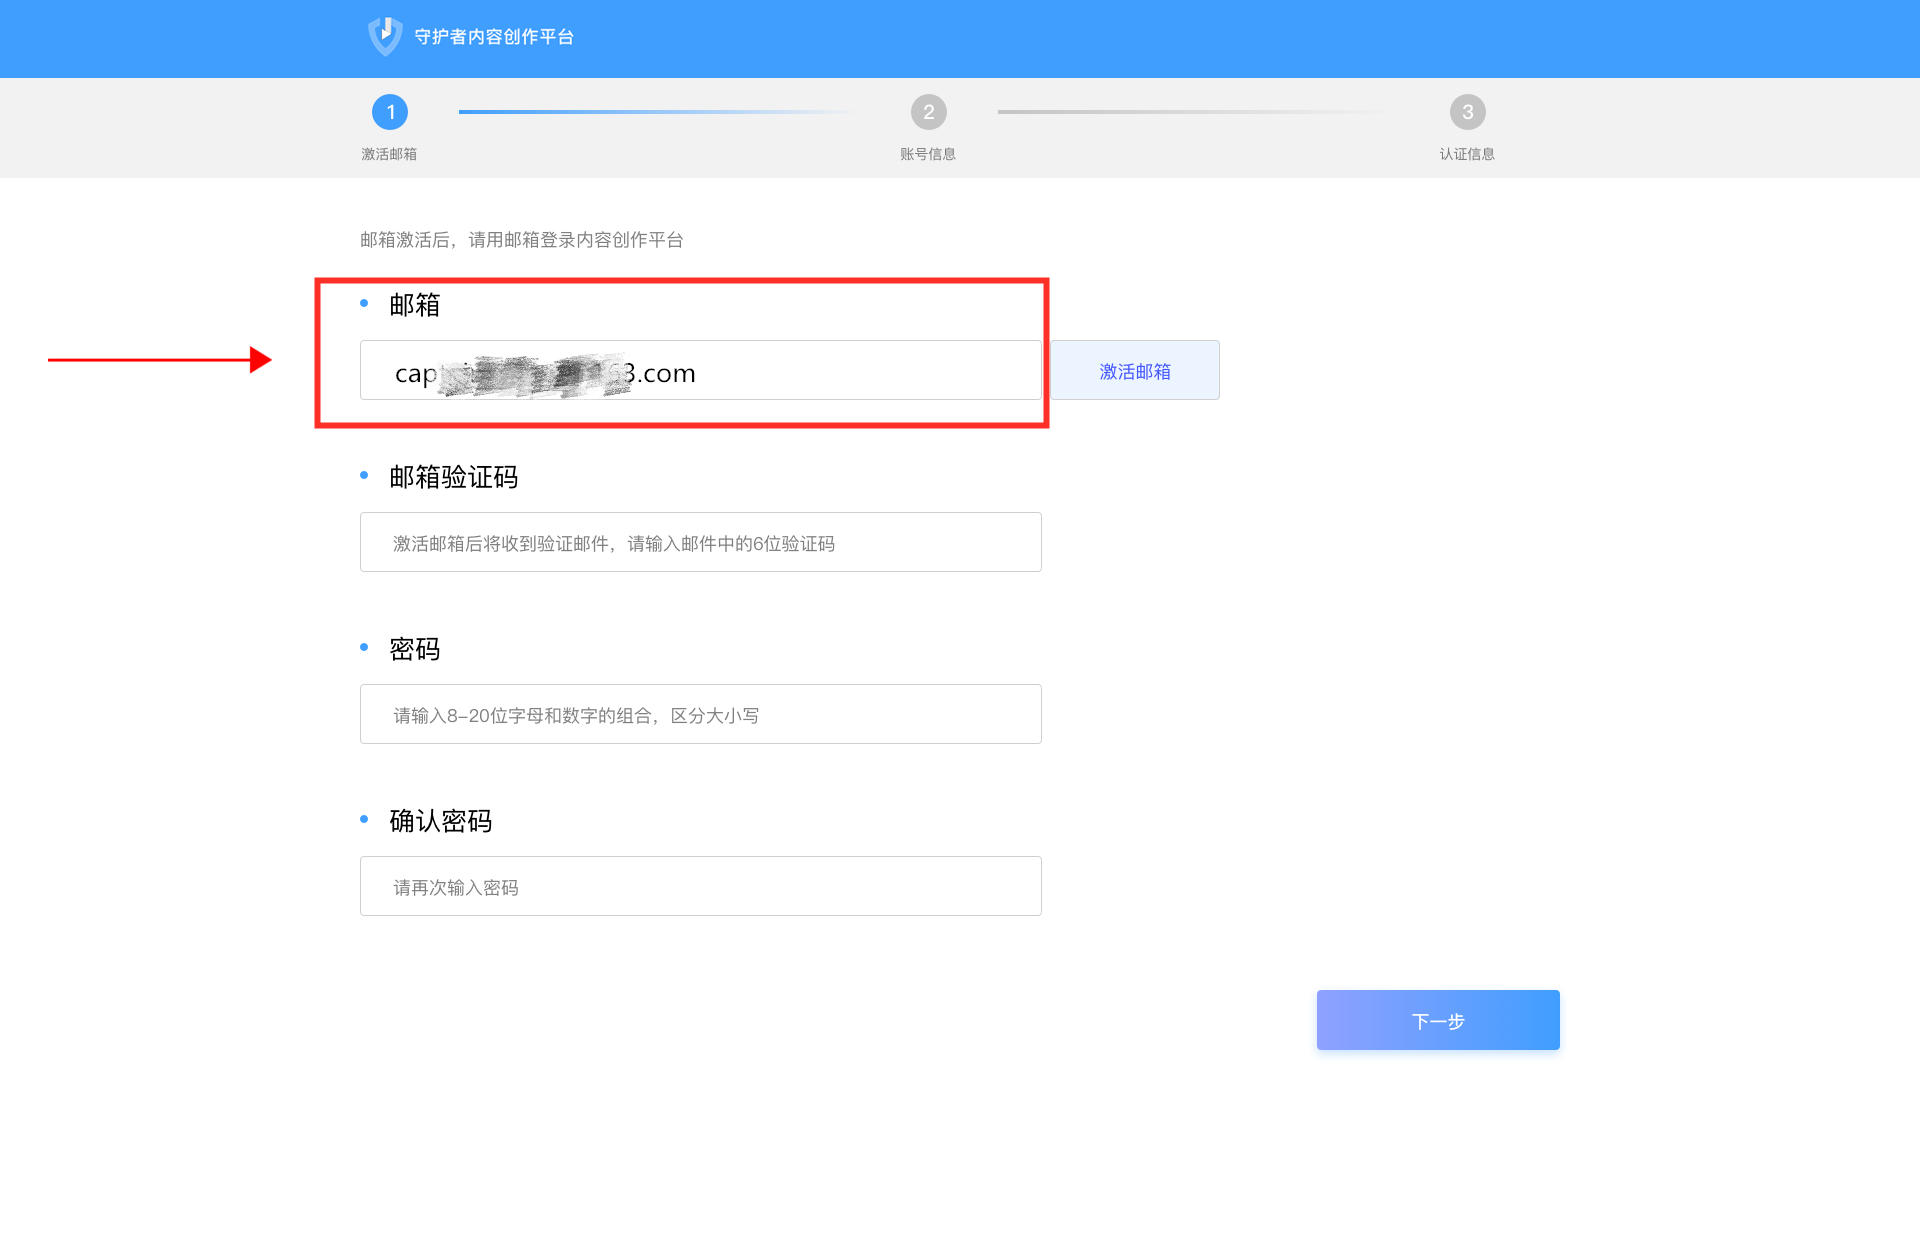 守护者内容创作平台
1
2
3
激活邮箱
账号信息
认证信息
邮箱激活后，请用邮箱登录内容创作平台
邮箱
cap 3.com
激活邮箱
邮箱验证码
激活邮箱后将收到验证邮件，请输入邮件中的6位验证码
密码
请输入8-20位字母和数字的组合，区分大小写
确认密码
请再次输入密码
下一步